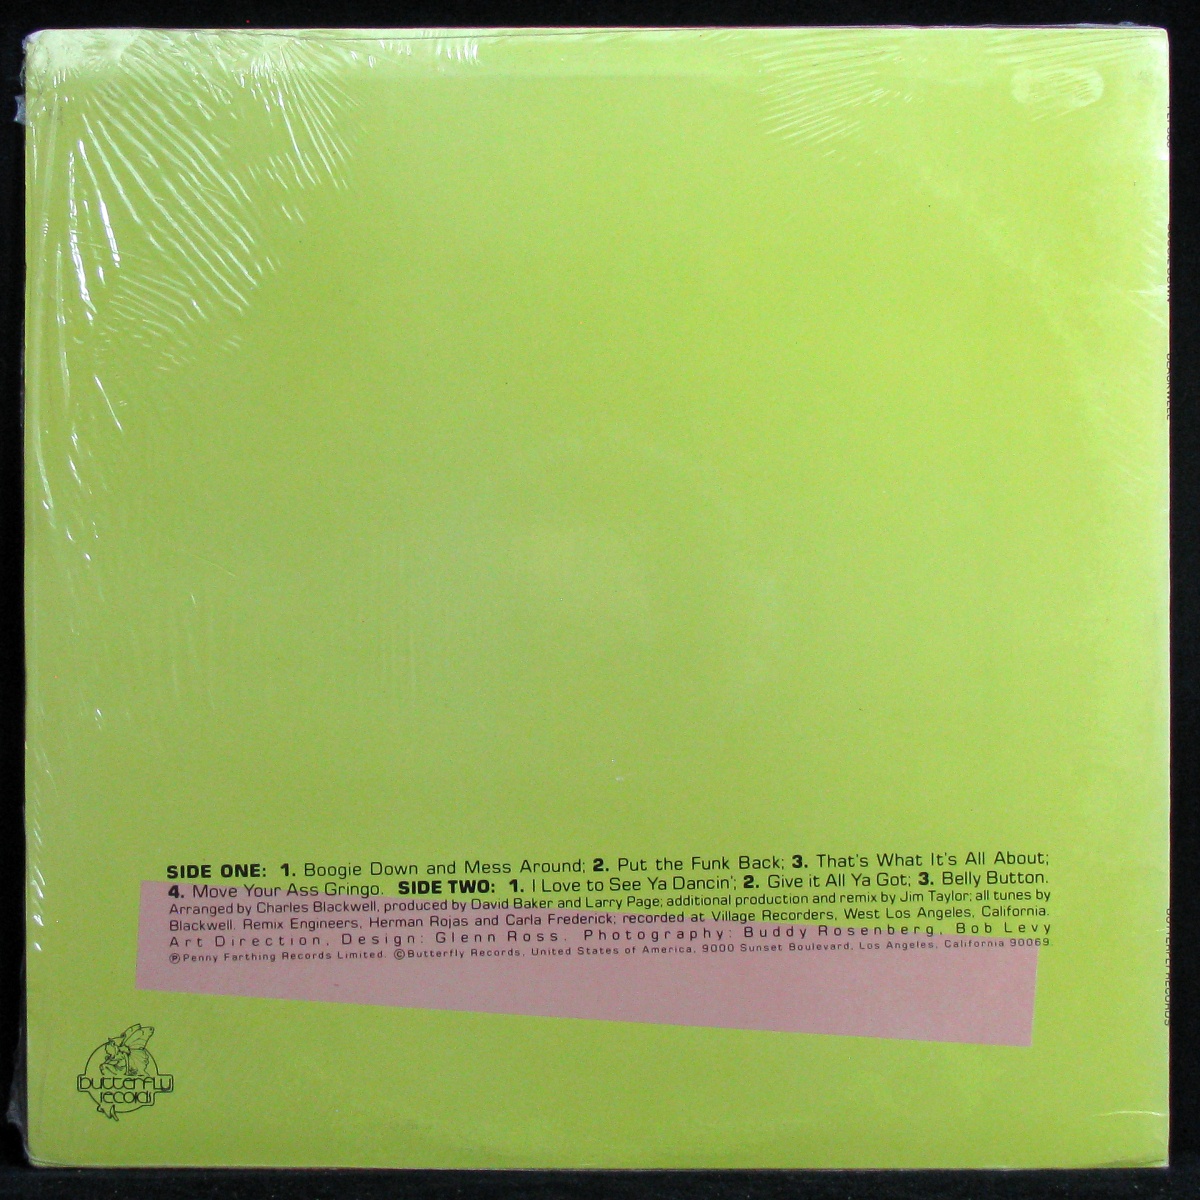 SIDE ONE: 1. Boogie Down and Mess Around; 2. Put the Funk Back; 3. That's What It's All About;
4. Move Your Ass Gringo. SIDE TWO: 1. I Love to See Ya Dancin'; 2. Give it All Ya Got; 3. Belly Button.
Arranged by Charles Blackwell, produced by David Baker and Larry Page; additional production and remix by Jim Taylor; all tunes by
Blackwell. Remix Engineers, Herman Rojas and Carla Frederick; recorded at Village Recorders, West Los Angeles, California.
Art Direction, Design: Glenn Ross. Photography: Buddy Rosenberg, Bob Levy
℗Penny Farthing Records Limited. ©Butterfly Records, United States of America, 9000 Sunset Boulevard, Los Angeles, California 90069.
butterfly
records